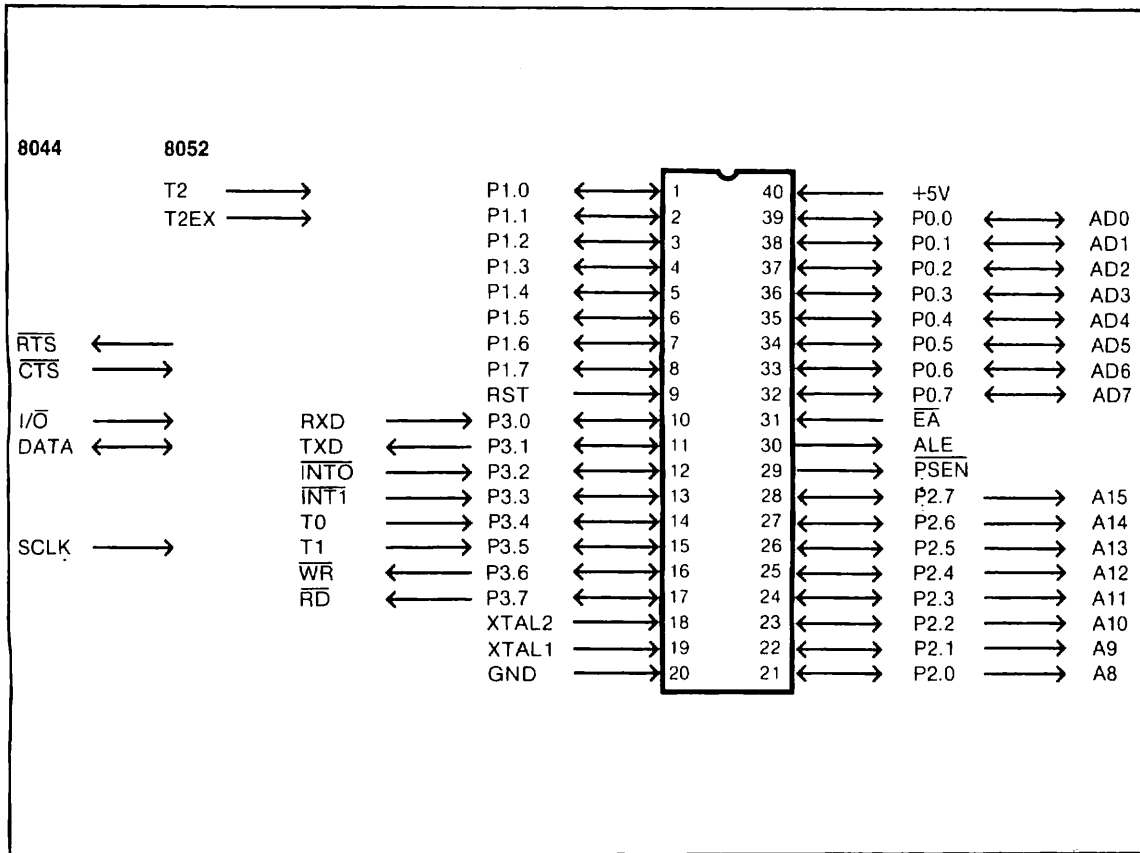 8044 8052
T2 P1.0 1 40 +5V
T2EX P1.1 2 39 P0.0 AD0
P1.2 3 38 P0.1 AD1
P1.3 4 37 P0.2 AD2
P1.4 5 36 P0.3 AD3
P1.5 6 35 P0.4 AD4
RTS P1.6 7 34 P0.5 AD5
CTS P1.7 8 33 P0.6 AD6
RST 9 32 P0.7 AD7
I/O RXD P3.0 10 31 EA
DATA TXD P3.1 11 30 ALE
INTO P3.2 12 29 PSEN
INT1 P3.3 13 28 P2.7 A15
T0 P3.4 14 27 P2.6 A14
SCLK T1 P3.5 15 26 P2.5 A13
WR P3.6 16 25 P2.4 A12
RD P3.7 17 24 P2.3 A11
XTAL2 18 23 P2.2 A10
XTAL1 19 22 P2.1 A9
GND 20 21 P2.0 A8